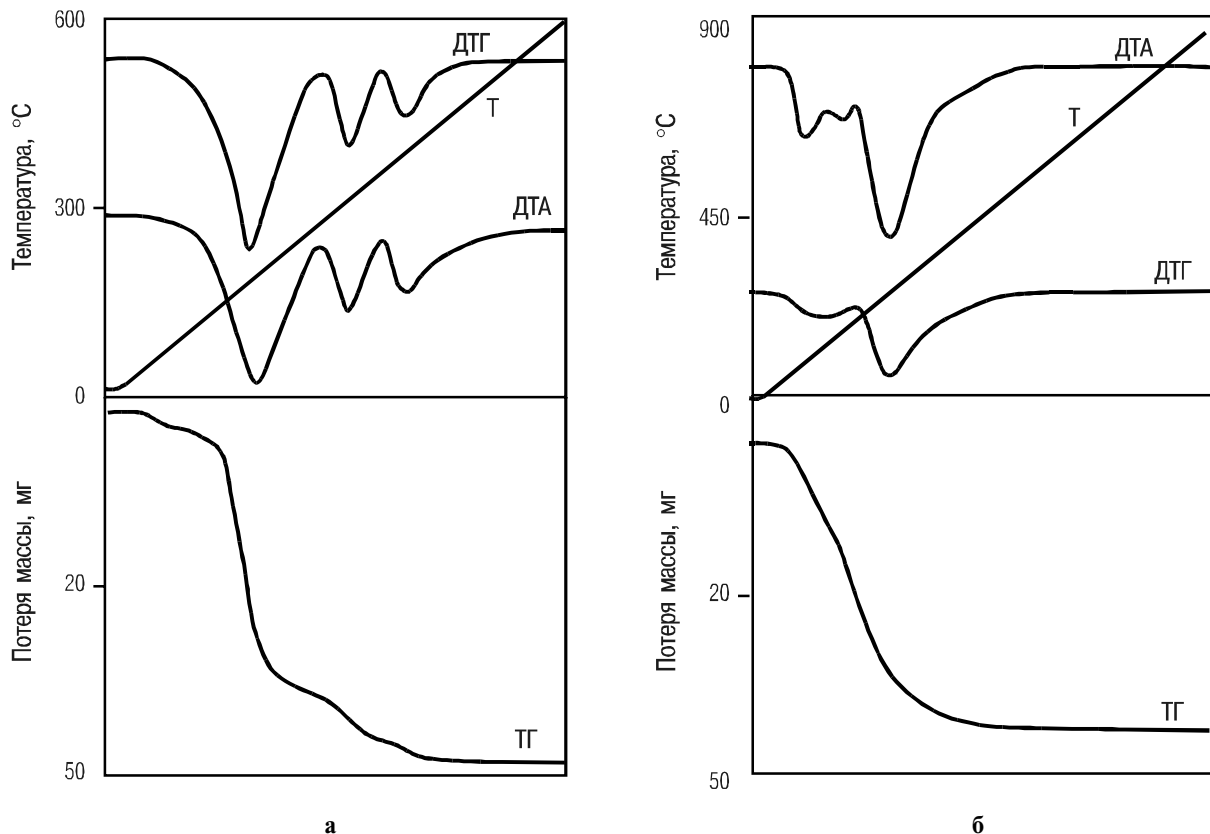 600
ДТГ
Т
Температура, °С
300
ДТА
0
Потеря массы, мг
20
ТГ
50
а
900
ДТА
Т
Температура, °С
450
ДТГ
0
Потеря массы, мг
20
ТГ
50
б